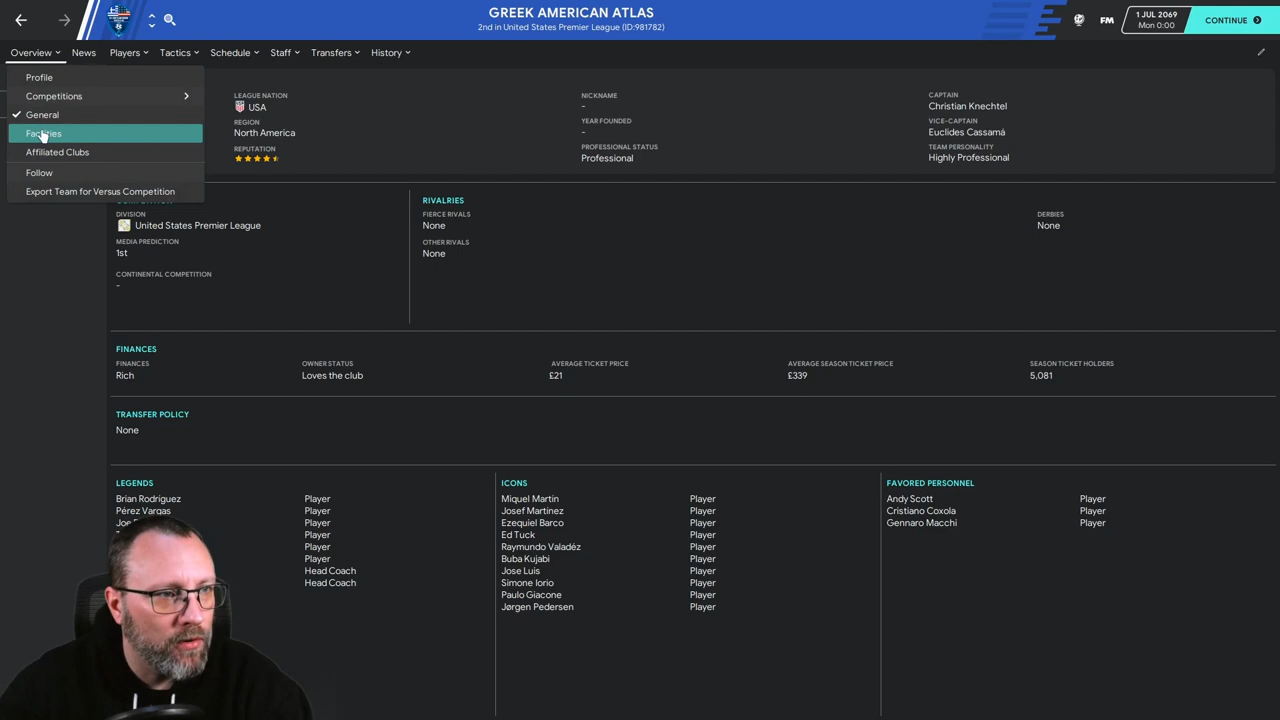 GREEK AMERICAN ATLAS
2nd in United States Premier League (ID:981782)
FM
1 JUL 2069
Mon 0:00
CONTINUE
Overview
News
Players
Tactics
Schedule
Staff
Transfers
History
Profile
Competitions
General
Facilities
Affiliated Clubs
Follow
Export Team for Versus Competition
LEAGUE NATION
USA
REGION
North America
REPUTATION
NICKNAME
-
YEAR FOUNDED
-
PROFESSIONAL STATUS
Professional
CAPTAIN
Christian Knechtel
VICE-CAPTAIN
Euclides Cassamá
TEAM PERSONALITY
Highly Professional
DIVISION
United States Premier League
MEDIA PREDICTION
1st
CONTINENTAL COMPETITION
-
RIVALRIES
FIERCE RIVALS
None
OTHER RIVALS
None
DERBIES
None
FINANCES
FINANCES
Rich
OWNER STATUS
Loves the club
AVERAGE TICKET PRICE
£21
AVERAGE SEASON TICKET PRICE
£339
SEASON TICKET HOLDERS
5,081
TRANSFER POLICY
None
LEGENDS
Brian Rodríguez Player
Pérez Vargas Player
Player
Player
Player
Player
Head Coach
Head Coach
ICONS
Miquel Martín Player
Josef Martinez Player
Ezequiel Barco Player
Ed Tuck Player
Raymundo Valadéz Player
Buba Kujabi Player
Jose Luis Player
Simone Iorio Player
Paulo Giacone Player
Jørgen Pedersen Player
FAVORED PERSONNEL
Andy Scott Player
Cristiano Coxola Player
Gennaro Macchi Player